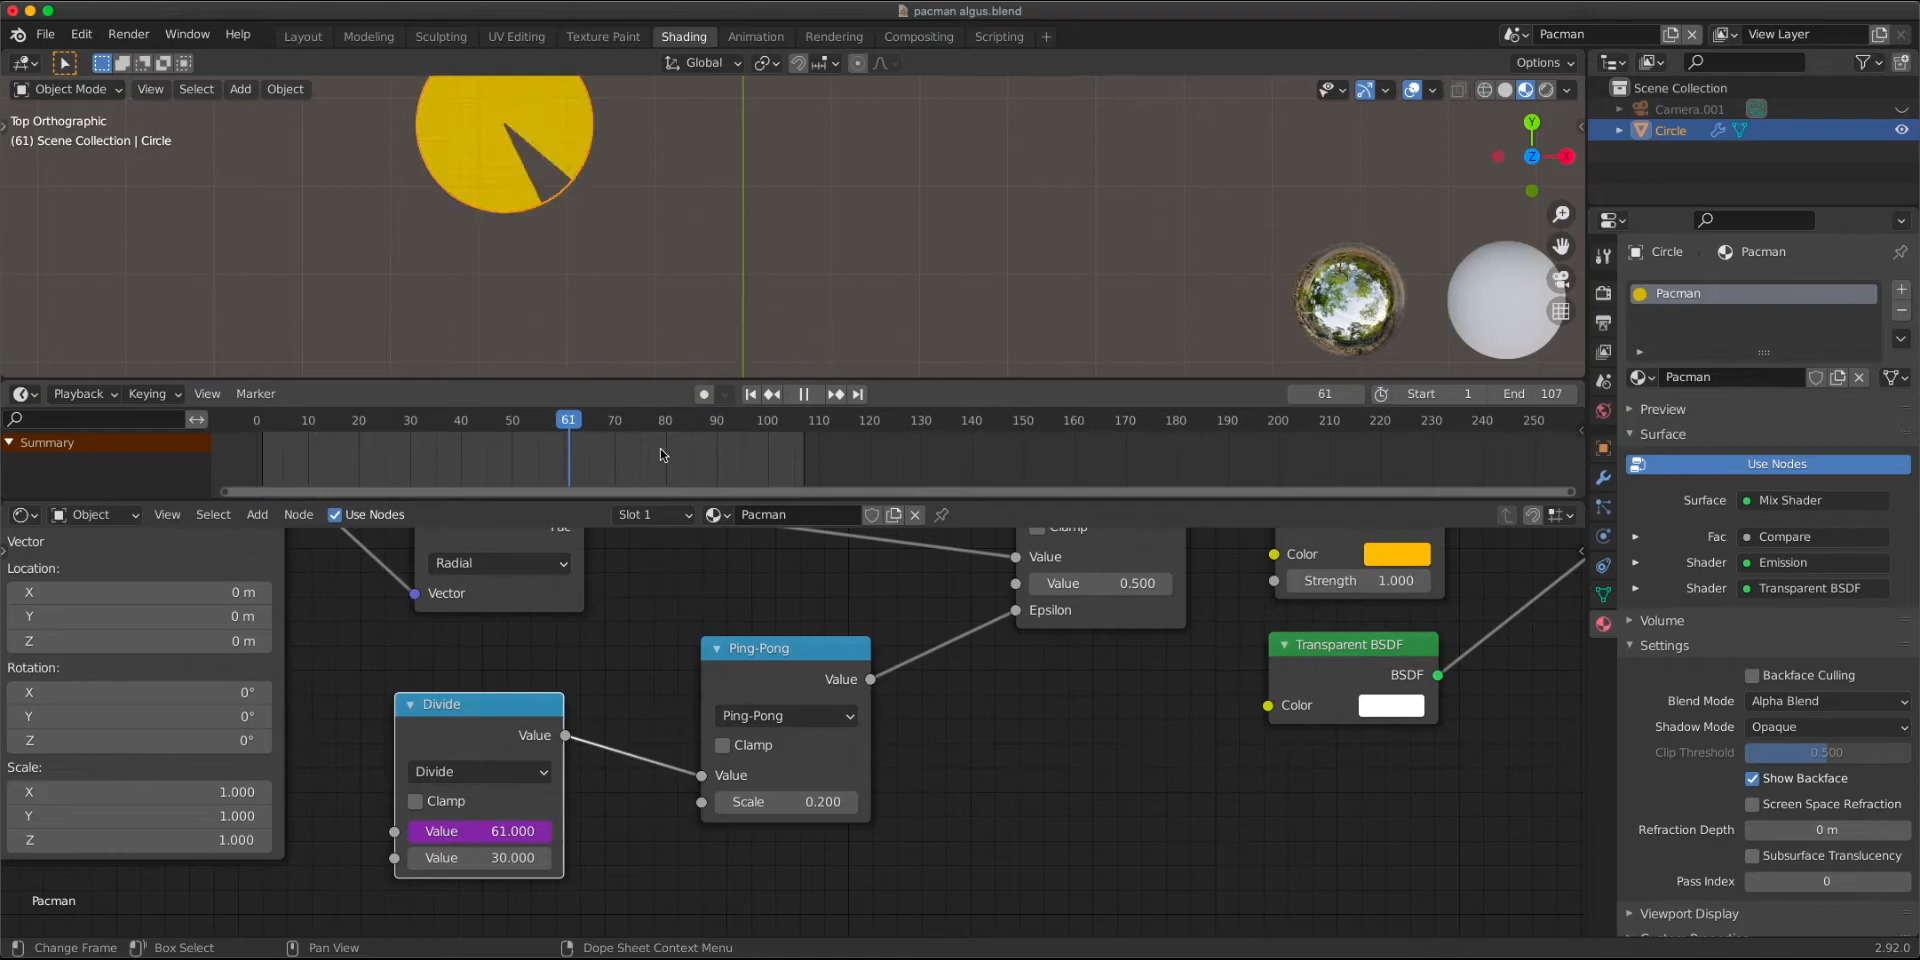 pacman algus.blend
File Edit Render Window Help Layout Modeling Sculpting UV Editing Texture Paint Shading Animation Rendering Compositing Scripting + Pacman View Layer
Global Options
Object Mode View Select Add Object
Top Orthographic
(61) Scene Collection | Circle
Y
Z X
Scene Collection
Camera.001
Circle
Circle Pacman
Pacman
Pacman
Playback Keying View Marker 61 Start 1 End 107
0 10 20 30 40 50 61 70 80 90 100 110 120 130 140 150 160 170 180 190 200 210 220 230 240 250
Summary
Object View Select Add Node Use Nodes Slot 1 Pacman
Vector
Location:
X 0 m
Y 0 m
Z 0 m
Rotation:
X 0°
Y 0°
Z 0°
Scale:
X 1.000
Y 1.000
Z 1.000
Radial
Vector
Divide
Value
Divide
Clamp
Value 61.000
Value 30.000
Ping-Pong
Value
Ping-Pong
Clamp
Value
Scale 0.200
Value
Value 0.500
Epsilon
Color
Strength 1.000
Transparent BSDF
BSDF
Color
Pacman
Preview
Surface
Use Nodes
Surface Mix Shader
Fac Compare
Shader Emission
Shader Transparent BSDF
Volume
Settings
Backface Culling
Blend Mode Alpha Blend
Shadow Mode Opaque
Clip Threshold 0.500
Show Backface
Screen Space Refraction
Refraction Depth 0 m
Subsurface Translucency
Pass Index 0
Viewport Display
Change Frame Box Select Pan View Dope Sheet Context Menu 2.92.0